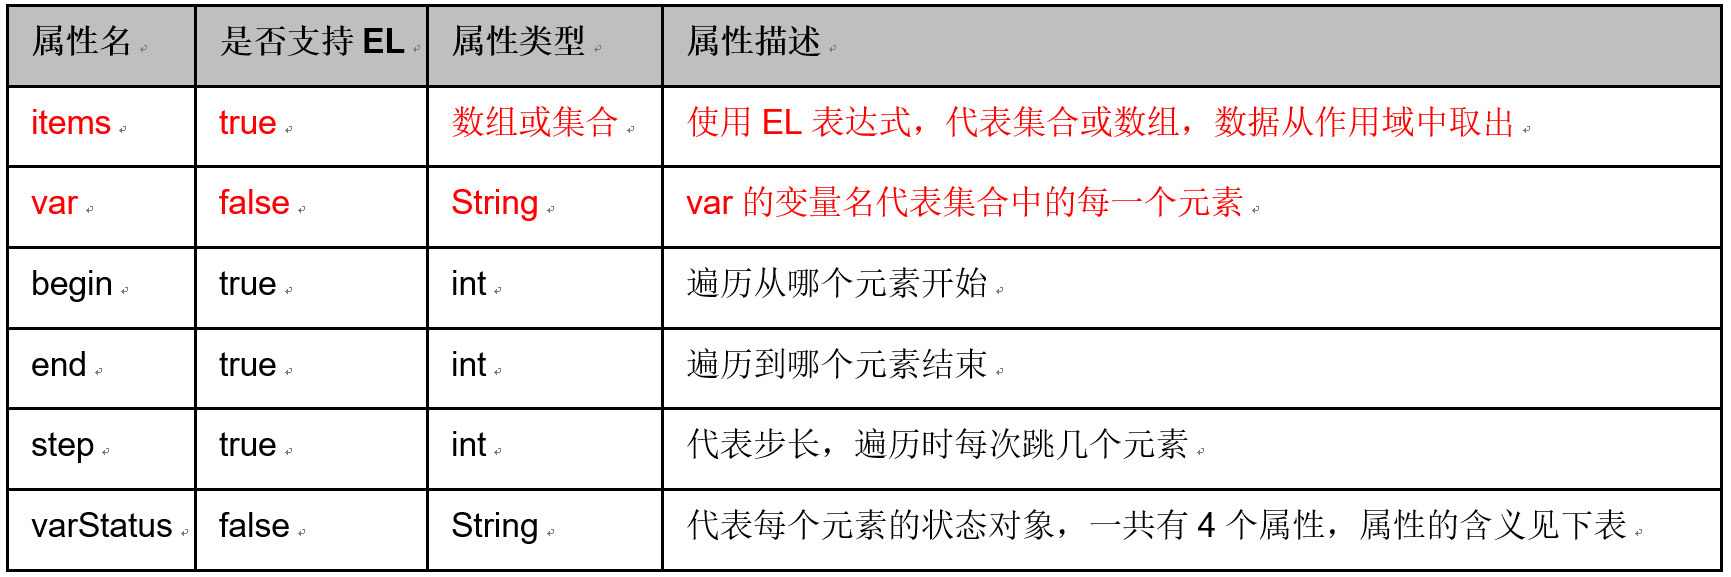 属性名 是否支持 EL 属性类型 属性描述
items true 数组或集合 使用 EL 表达式，代表集合或数组，数据从作用域中取出
var false String var 的变量名代表集合中的每一个元素
begin true int 遍历从哪个元素开始
end true int 遍历到哪个元素结束
step true int 代表步长，遍历时每次跳几个元素
varStatus false String 代表每个元素的状态对象，一共有 4 个属性，属性的含义见下表